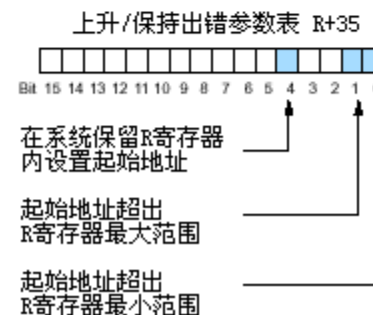 上升/保持出错参数表 R+35
Bit 15 14 13 12 11 10 9 8 7 6 5 4 3 2 1
在系统保留R寄存器
内设置起始地址
起始地址超出
R寄存器最大范围
起始地址超出
R寄存器最小范围